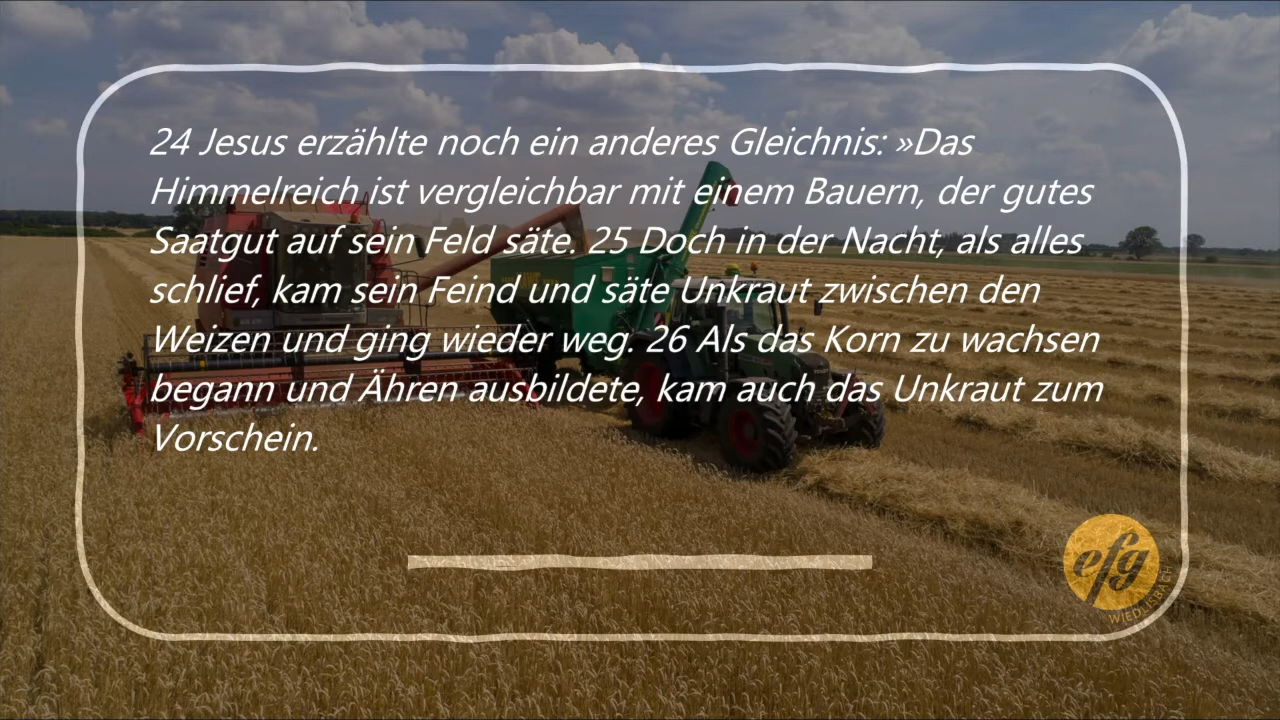 24 Jesus erzählte noch ein anderes Gleichnis: »Das
Himmelreich ist vergleichbar mit einem Bauern, der gutes
Saatgut auf sein Feld säte. 25 Doch in der Nacht, als alles
schlief, kam sein Feind und säte Unkraut zwischen den
Weizen und ging wieder weg. 26 Als das Korn zu wachsen
begann und Ähren ausbildete, kam auch das Unkraut zum
Vorschein.
efg
WIEDLISBACH